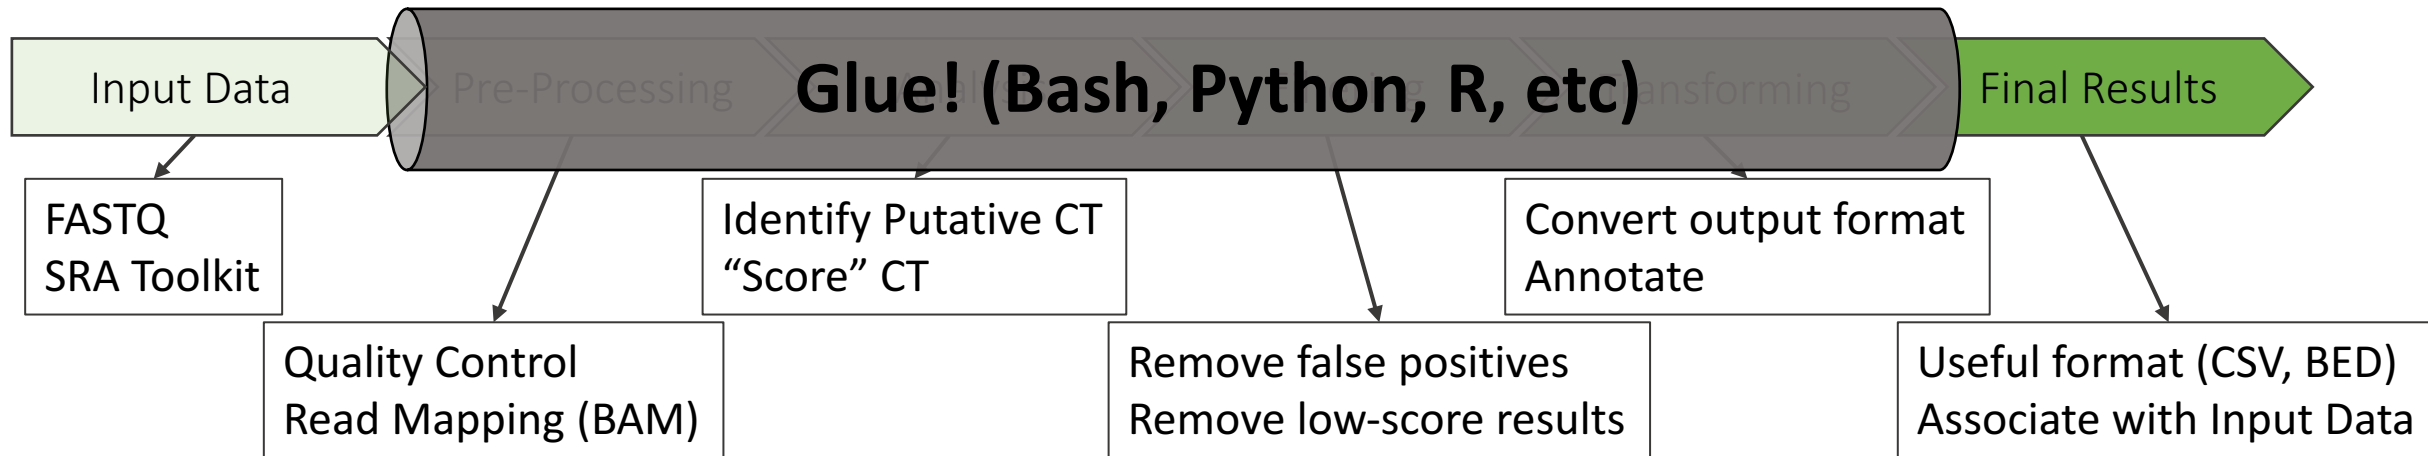 Input Data
Pre-Processing
Glue! (Bash, Python, R, etc)
Transforming
Final Results
FASTQ
SRA Toolkit
Identify Putative CT
“Score” CT
Convert output format
Annotate
Quality Control
Read Mapping (BAM)
Remove false positives
Remove low-score results
Useful format (CSV, BED)
Associate with Input Data